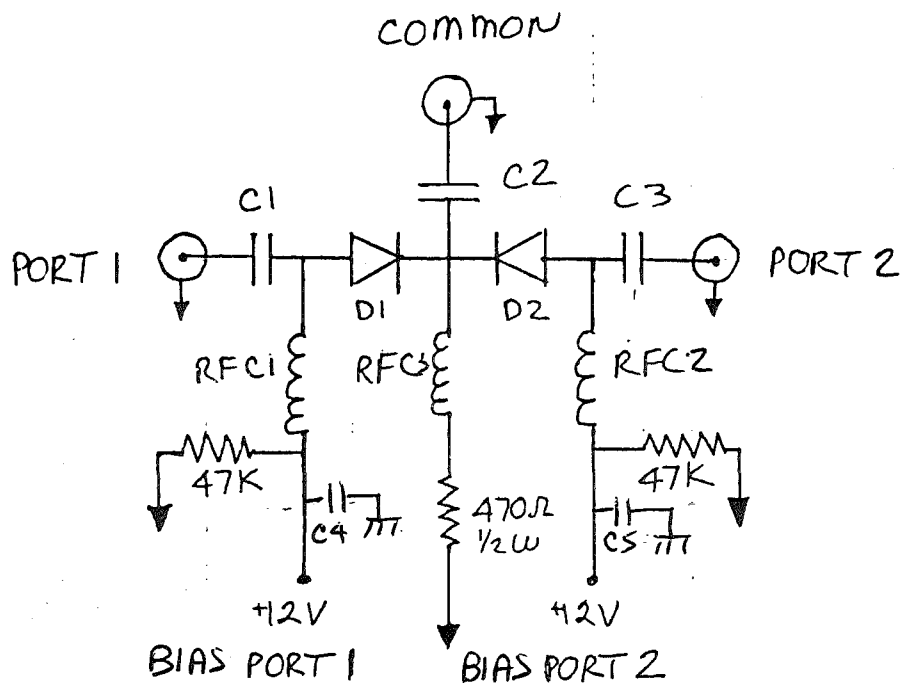 COMMON
C2
C1
C3
PORT 1
PORT 2
D1
D2
RFC1
RFC3
RFC2
47K
47K
470Ω
1/2W
C4
C5
+12V
+12V
BIAS PORT 1
BIAS PORT 2